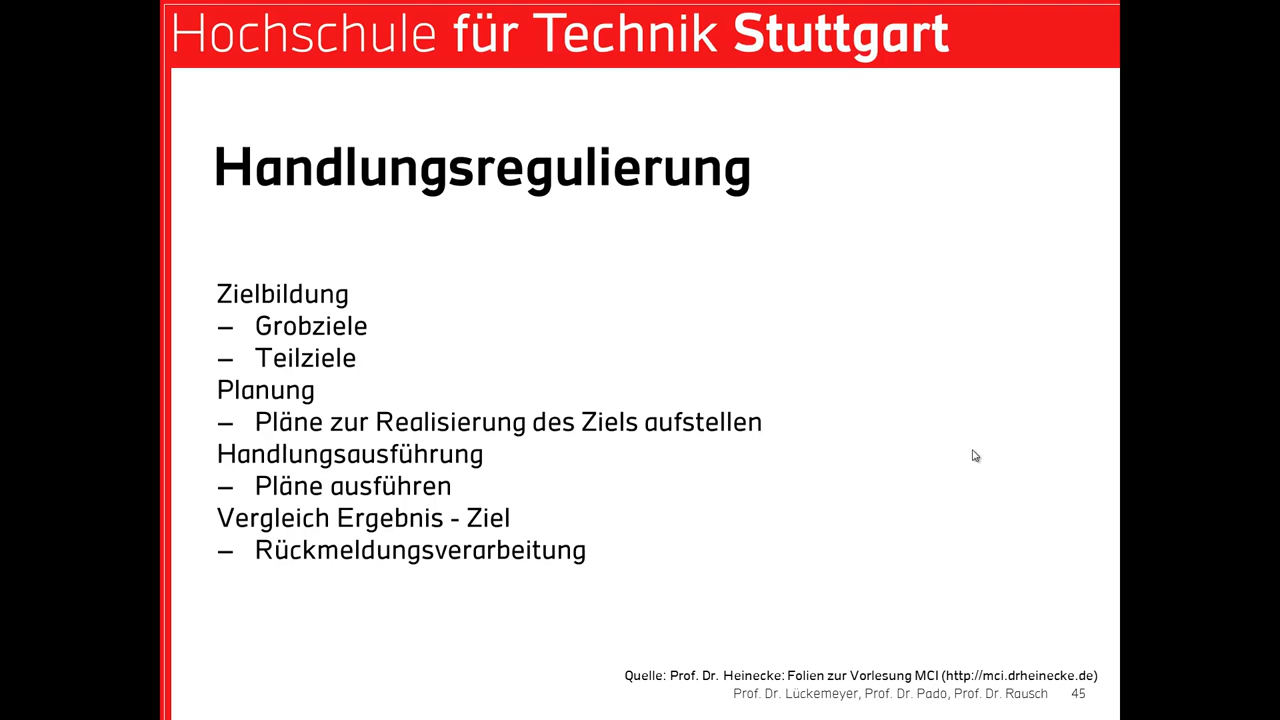 Hochschule für Technik Stuttgart
Handlungsregulierung
Zielbildung
– Grobziele
– Teilziele
Planung
– Pläne zur Realisierung des Ziels aufstellen
Handlungsausführung
– Pläne ausführen
Vergleich Ergebnis - Ziel
– Rückmeldungsverarbeitung
Quelle: Prof. Dr. Heinecke: Folien zur Vorlesung MCI (http://mci.drheinecke.de)
Prof. Dr. Lückemeyer, Prof. Dr. Pado, Prof. Dr. Rausch 45